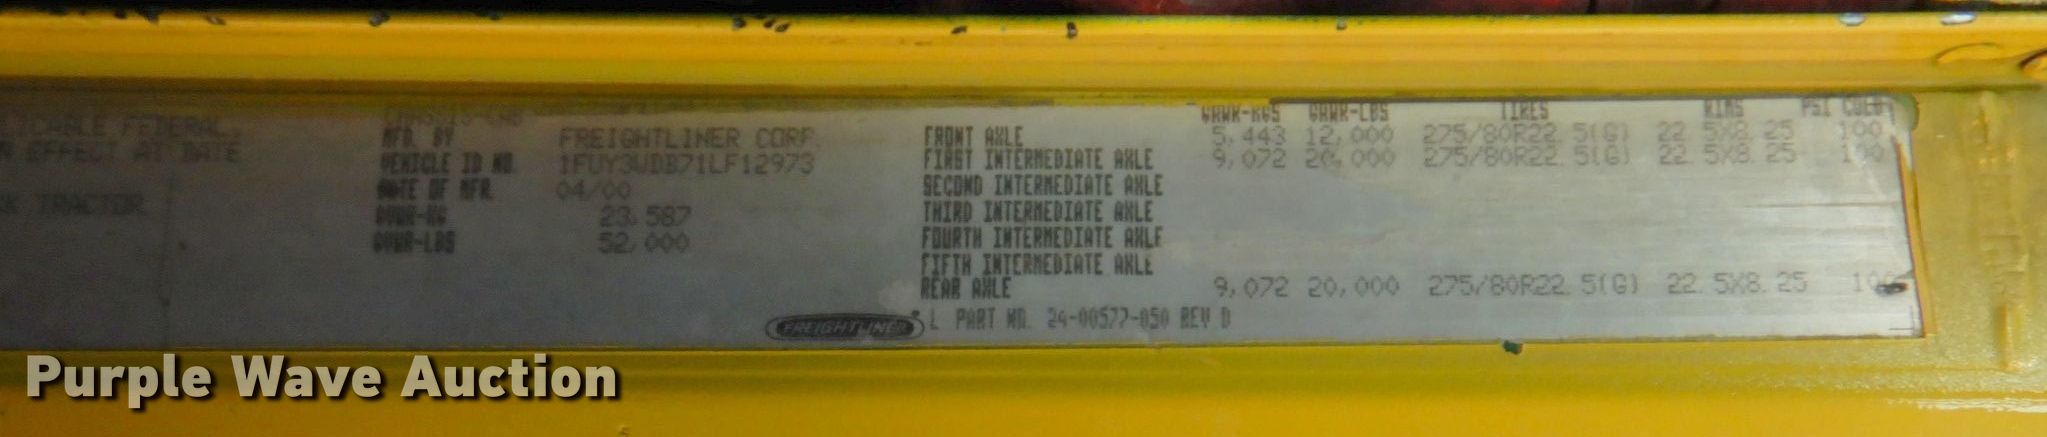 LICABLE FEDERAL,
N EFFECT AT DATE
K TRACTOR
CHASSIS-CAB
MFD. BY FREIGHTLINER CORP.
VEHICLE ID NO. 1FUY3WDB71LF12973
DATE OF MFR. 04/00
GVWR-KG 23,587
GVWR-LBS 52,000
GAWR-KGS GAWR-LBS TIRES RIMS PSI COLD
FRONT AXLE 5,443 12,000 275/80R22.5(G) 22.5X8.25 100
FIRST INTERMEDIATE AXLE 9,072 20,000 275/80R22.5(G) 22.5X8.25 100
SECOND INTERMEDIATE AXLE
THIRD INTERMEDIATE AXLE
FOURTH INTERMEDIATE AXLE
FIFTH INTERMEDIATE AXLE
REAR AXLE 9,072 20,000 275/80R22.5(G) 22.5X8.25 100
FREIGHTLINER L PART NO. 24-00577-050 REV D
Purple Wave Auction